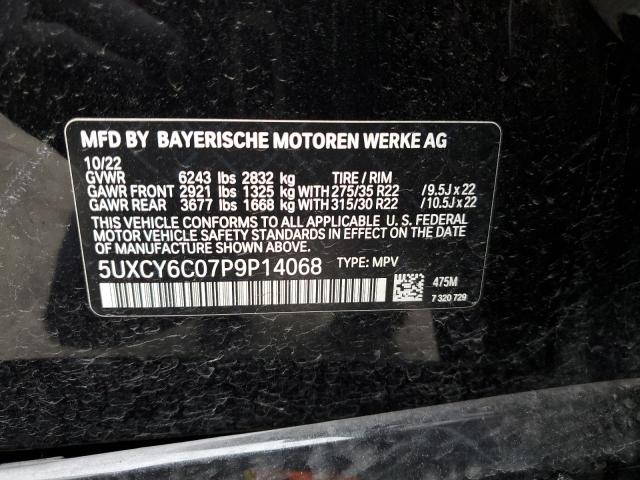 MFD BY BAYERISCHE MOTOREN WERKE AG
10/22
GVWR 6243 lbs 2832 kg TIRE / RIM
GAWR FRONT 2921 lbs 1325 kg WITH 275/35 R22 / 9.5J x 22
GAWR REAR 3677 lbs 1668 kg WITH 315/30 R22 / 10.5J x 22
THIS VEHICLE CONFORMS TO ALL APPLICABLE U. S. FEDERAL
MOTOR VEHICLE SAFETY STANDARDS IN EFFECT ON THE DATE
OF MANUFACTURE SHOWN ABOVE.
5UXCY6C07P9P14068 TYPE: MPV
475M
7 320 729